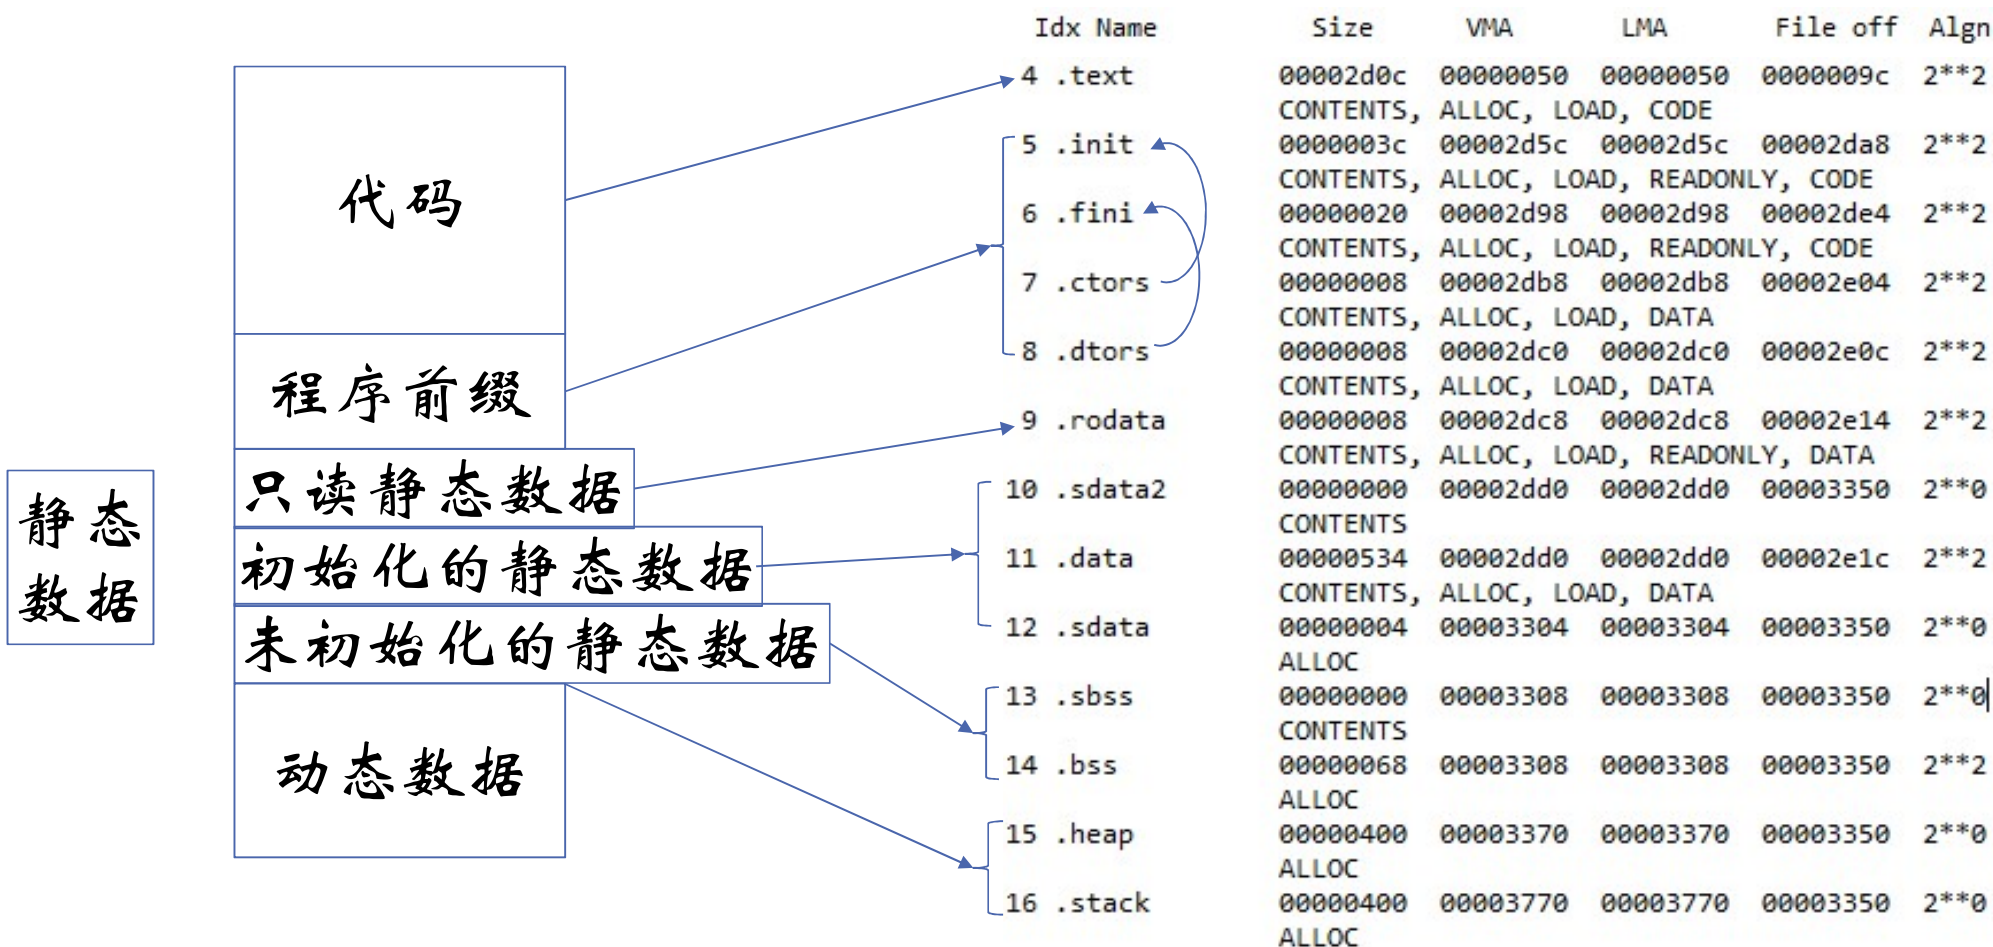 静态
数据
代码
程序前缀
只读静态数据
初始化的静态数据
未初始化的静态数据
动态数据
Idx Name Size VMA LMA File off Algn
4 .text 00002d0c 00000050 00000050 0000009c 2**2
CONTENTS, ALLOC, LOAD, CODE
5 .init 0000003c 00002d5c 00002d5c 00002da8 2**2
CONTENTS, ALLOC, LOAD, READONLY, CODE
6 .fini 00000020 00002d98 00002d98 00002de4 2**2
CONTENTS, ALLOC, LOAD, READONLY, CODE
7 .ctors 00000008 00002db8 00002db8 00002e04 2**2
CONTENTS, ALLOC, LOAD, DATA
8 .dtors 00000008 00002dc0 00002dc0 00002e0c 2**2
CONTENTS, ALLOC, LOAD, DATA
9 .rodata 00000008 00002dc8 00002dc8 00002e14 2**2
CONTENTS, ALLOC, LOAD, READONLY, DATA
10 .sdata2 00000000 00002dd0 00002dd0 00003350 2**0
CONTENTS
11 .data 00000534 00002dd0 00002dd0 00002e1c 2**2
CONTENTS, ALLOC, LOAD, DATA
12 .sdata 00000004 00003304 00003304 00003350 2**0
ALLOC
13 .sbss 00000000 00003308 00003308 00003350 2**0
CONTENTS
14 .bss 00000068 00003308 00003308 00003350 2**2
ALLOC
15 .heap 00000400 00003370 00003370 00003350 2**0
ALLOC
16 .stack 00000400 00003770 00003770 00003350 2**0
ALLOC